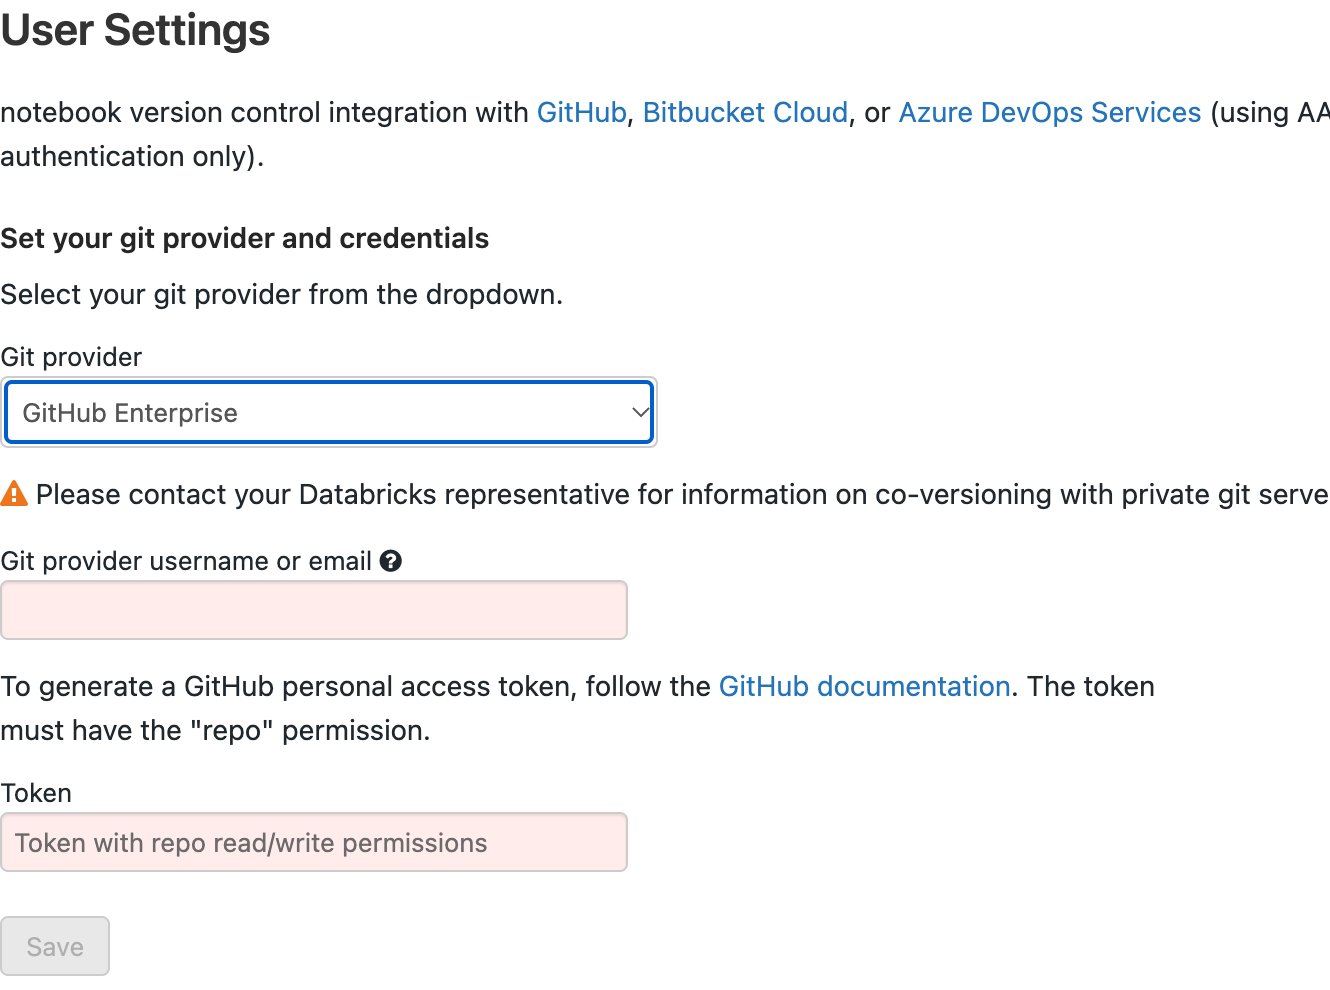 User Settings
notebook version control integration with GitHub, Bitbucket Cloud, or Azure DevOps Services (using AA
authentication only).
Set your git provider and credentials
Select your git provider from the dropdown.
Git provider
GitHub Enterprise
Please contact your Databricks representative for information on co-versioning with private git serve
Git provider username or email
To generate a GitHub personal access token, follow the GitHub documentation. The token
must have the "repo" permission.
Token
Token with repo read/write permissions
Save